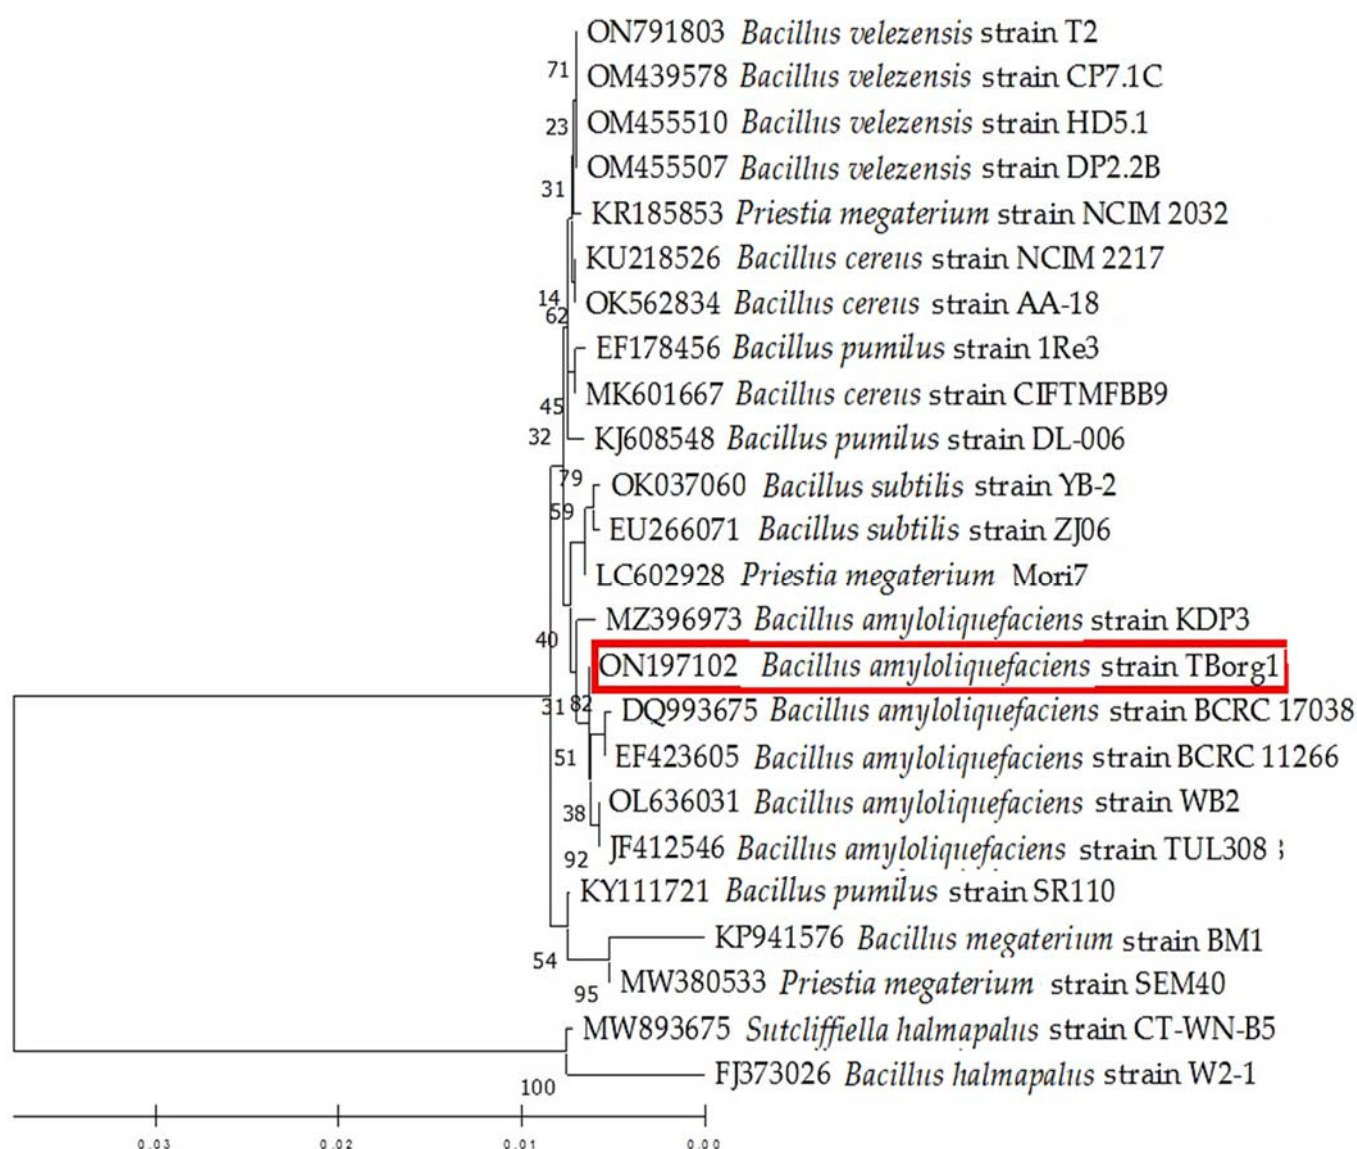 ON791803 Bacillus velezensis strain T2
71
OM439578 Bacillus velezensis strain CP7.1C
23
OM455510 Bacillus velezensis strain HD5.1
OM455507 Bacillus velezensis strain DP2.2B
31
KR185853 Priestia megaterium strain NCIM 2032
KU218526 Bacillus cereus strain NCIM 2217
14
OK562834 Bacillus cereus strain AA-18
62
EF178456 Bacillus pumilus strain 1Re3
MK601667 Bacillus cereus strain CIFTMFBB9
45
32
KJ608548 Bacillus pumilus strain DL-006
79
OK037060 Bacillus subtilis strain YB-2
59
EU266071 Bacillus subtilis strain ZJ06
LC602928 Priestia megaterium Mori7
MZ396973 Bacillus amyloliquefaciens strain KDP3
40
ON197102 Bacillus amyloliquefaciens strain TBorg1
31 82
DQ993675 Bacillus amyloliquefaciens strain BCRC 17038
51
EF423605 Bacillus amyloliquefaciens strain BCRC 11266
OL636031 Bacillus amyloliquefaciens strain WB2
38
JF412546 Bacillus amyloliquefaciens strain TUL308
92
KY111721 Bacillus pumilus strain SR110
KP941576 Bacillus megaterium strain BM1
54
MW380533 Priestia megaterium strain SEM40
95
MW893675 Sutcliffiella halmapalus strain CT-WN-B5
FJ373026 Bacillus halmapalus strain W2-1
100
0.03 0.02 0.01 0.00